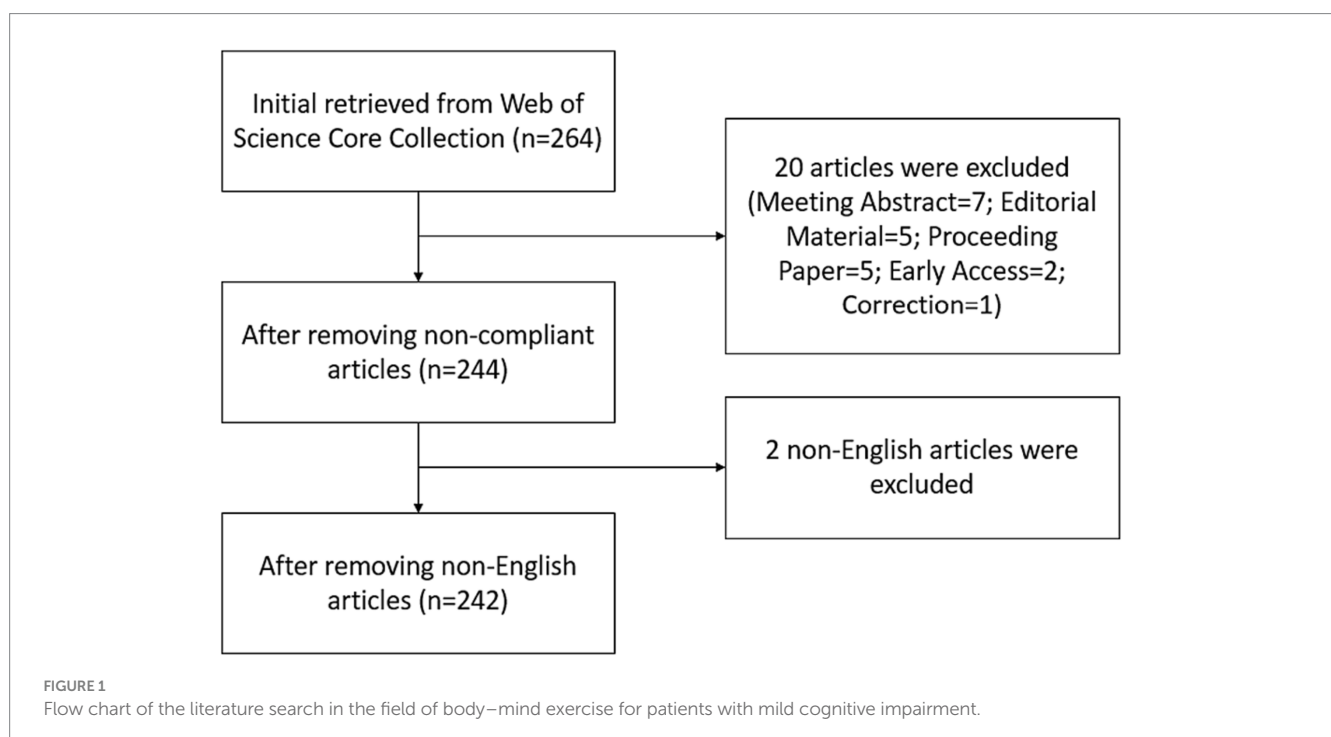 Initial retrieved from Web of
Science Core Collection (n=264)
20 articles were excluded
(Meeting Abstract=7; Editorial
Material=5; Proceeding
Paper=5; Early Access=2;
Correction=1)
After removing non-compliant
articles (n=244)
2 non-English articles were
excluded
After removing non-English
articles (n=242)
FIGURE 1
Flow chart of the literature search in the field of body–mind exercise for patients with mild cognitive impairment.